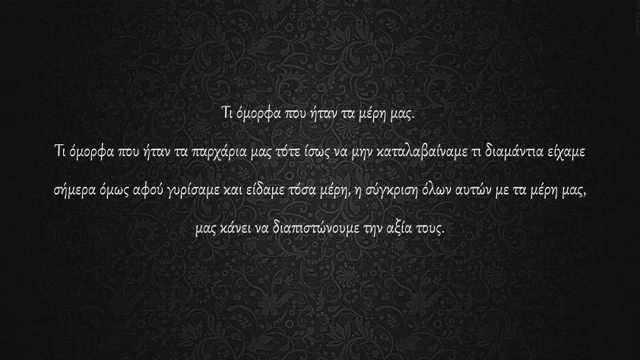 Τι όμορφα που ήταν τα μέρη μας.
Τι όμορφα που ήταν τα παρχάρια μας τότε ίσως να μην καταλαβαίναμε τι διαμάντια είχαμε
σήμερα όμως αφού γυρίσαμε και είδαμε τόσα μέρη, η σύγκριση όλων αυτών με τα μέρη μας,
μας κάνει να διαπιστώνουμε την αξία τους.